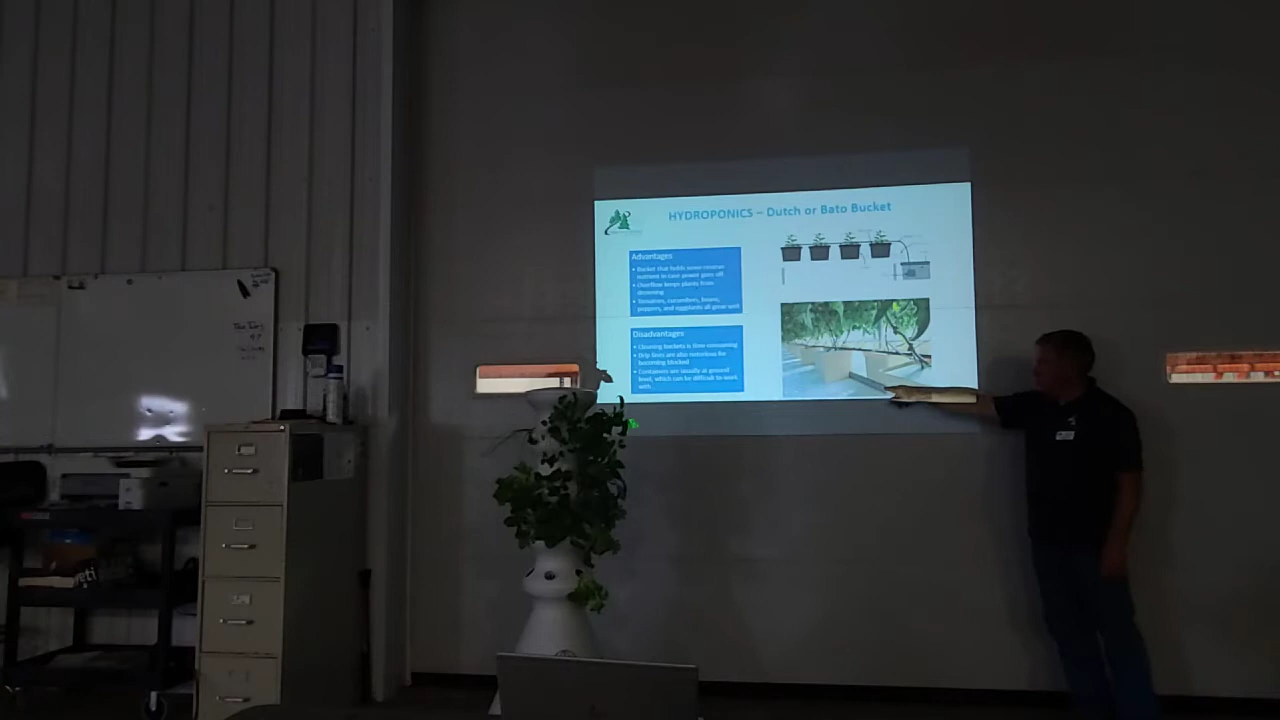 HYDROPONICS – Dutch or Bato Bucket
Advantages
• Bucket that holds some reserve
nutrient in case power goes off
• Overflow keeps plants from
drowning
• Tomatoes, cucumbers, beans,
peppers, and eggplants all grow well
Disadvantages
• Cleaning buckets is time consuming
• Drip lines are also notorious for
becoming blocked
• Containers are usually at ground
level, which can be difficult to work
with
yeti